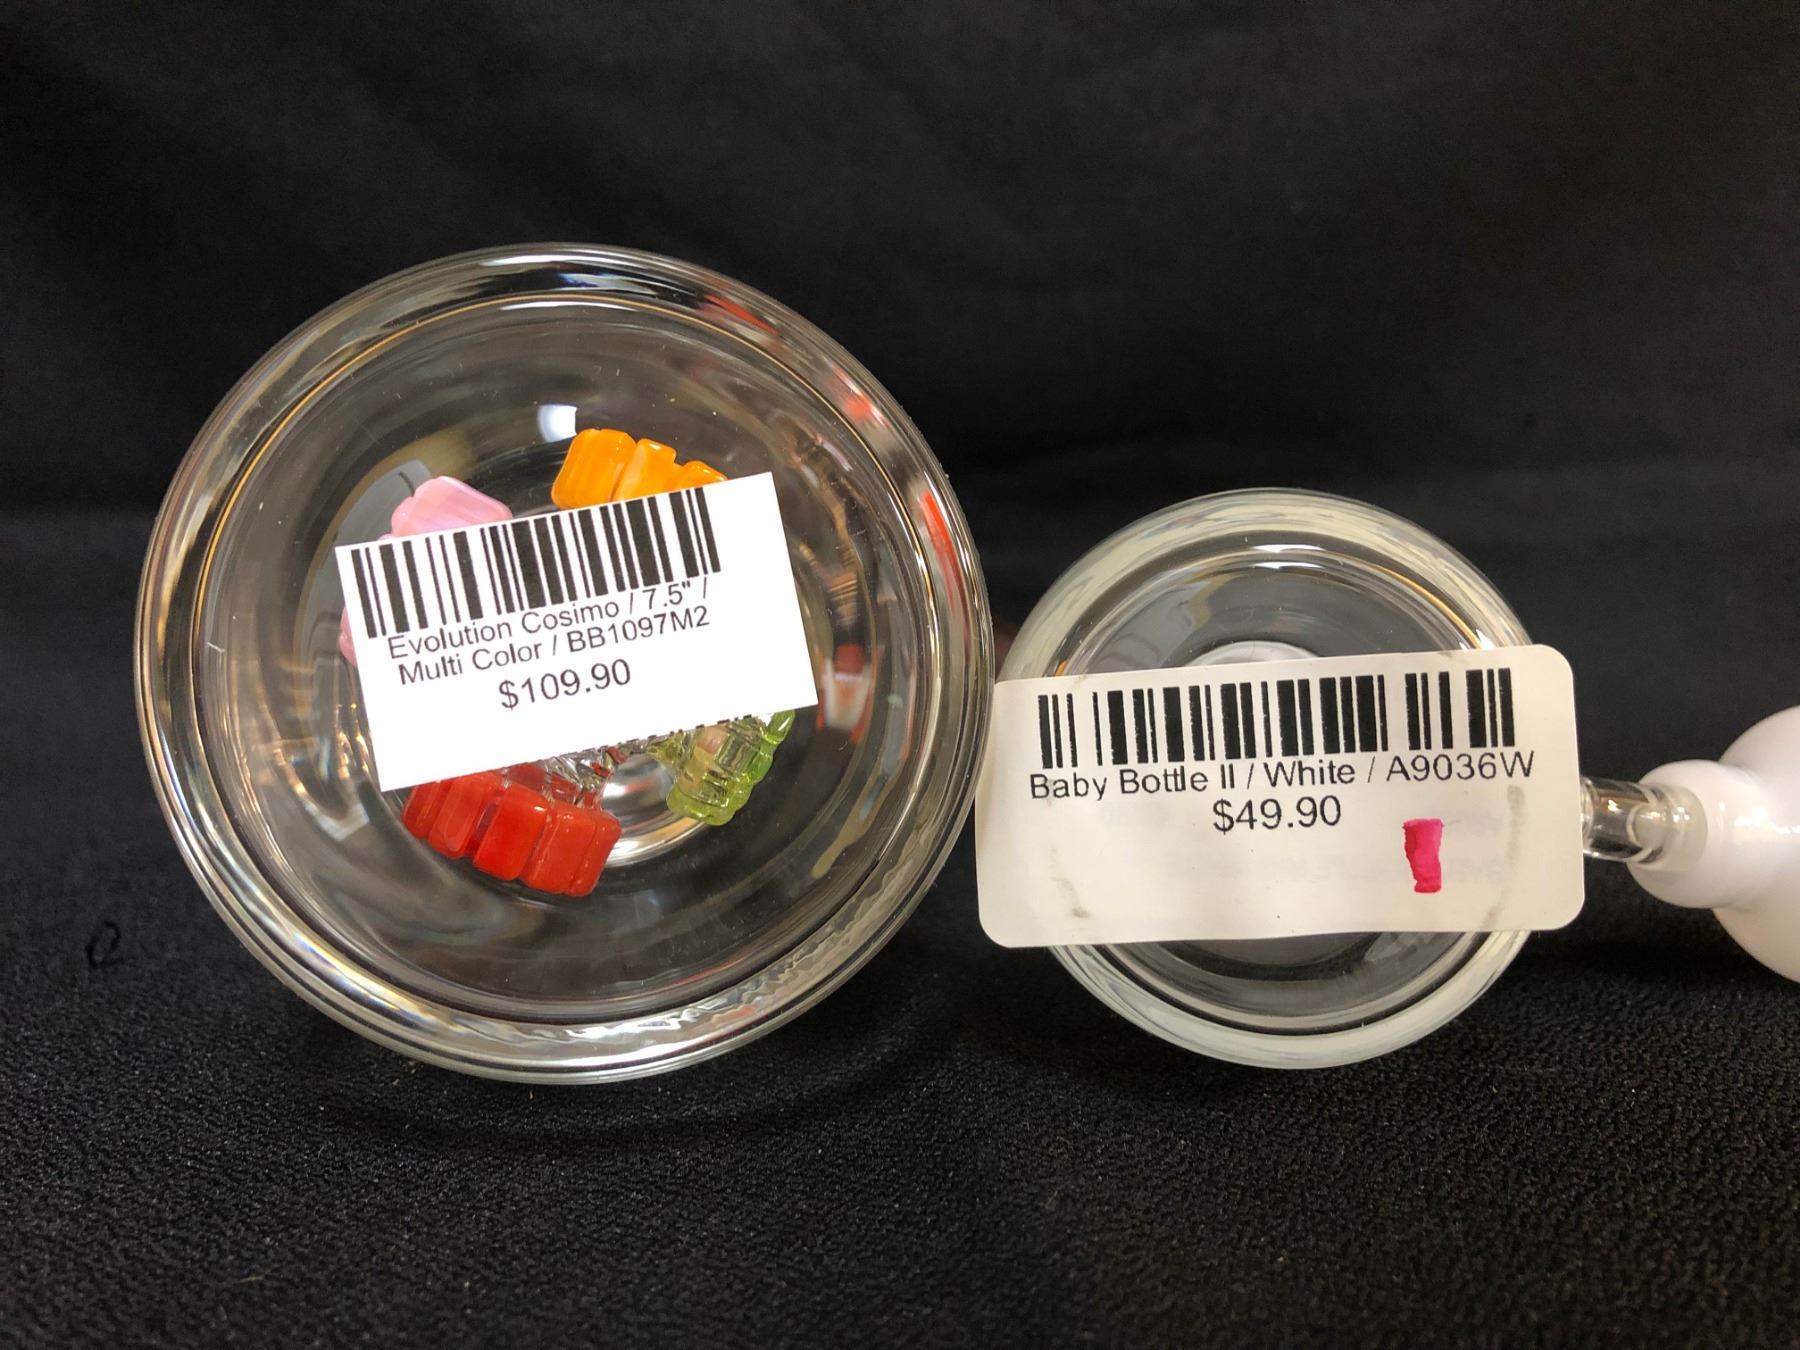 Evolution Cosimo / 7.5" /
Multi Color / BB1097M2
$109.90
Baby Bottle II / White / A9036W
$49.90